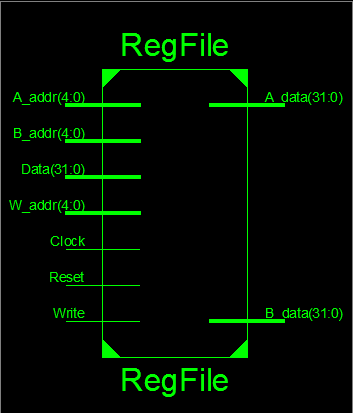 RegFile
A_addr(4:0)
A_data(31:0)
B_addr(4:0)
Data(31:0)
W_addr(4:0)
Clock
Reset
Write
B_data(31:0)
RegFile